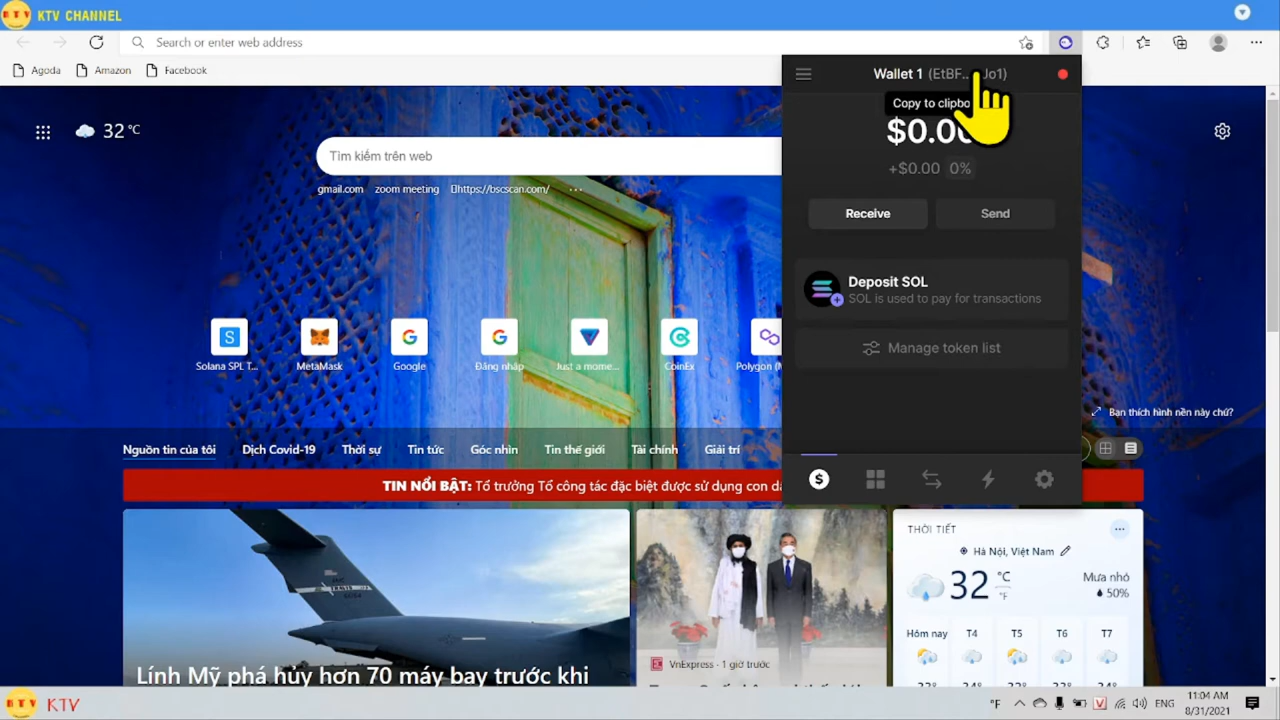 KTV KTV CHANNEL
Search or enter web address
Agoda Amazon Facebook
Wallet 1 (EtBF... Jo1)
Copy to clipbo
$0.00
+$0.00 0%
Receive Send
Deposit SOL
SOL is used to pay for transactions
Manage token list
32 °C
Tìm kiếm trên web
gmail.com zoom meeting https://bscscan.com/ ...
Solana SPL T... MetaMask Google Đăng nhập Just a mome... CoinEx Polygon (M
Bạn thích hình nền này chứ?
Nguồn tin của tôi Dịch Covid-19 Thời sự Tin tức Góc nhìn Tin thế giới Tài chính Giải trí
TIN NỔI BẬT: Tổ trưởng Tổ công tác đặc biệt được sử dụng con dấ
Lính Mỹ phá hủy hơn 70 máy bay trước khi
VnExpress · 1 giờ trước
THỜI TIẾT
Hà Nội, Việt Nam
32 °C °F
Mưa nhỏ
50%
Hôm nay T4 T5 T6 T7
KTV KTV
°F ENG
11:04 AM
8/31/2021